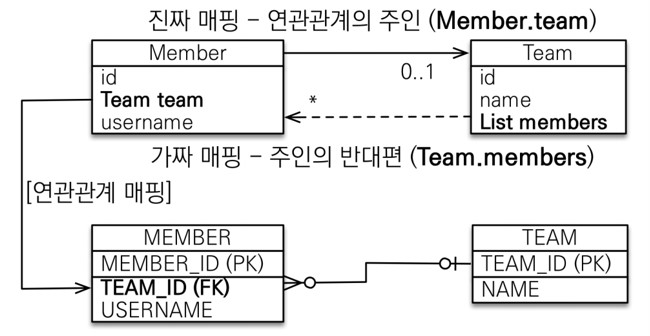 진짜 매핑 - 연관관계의 주인 (Member.team)
Member
id
Team team
username
Team
id
name
List members
0..1
*
가짜 매핑 - 주인의 반대편 (Team.members)
[연관관계 매핑]
MEMBER
MEMBER_ID (PK)
TEAM_ID (FK)
USERNAME
TEAM
TEAM_ID (PK)
NAME